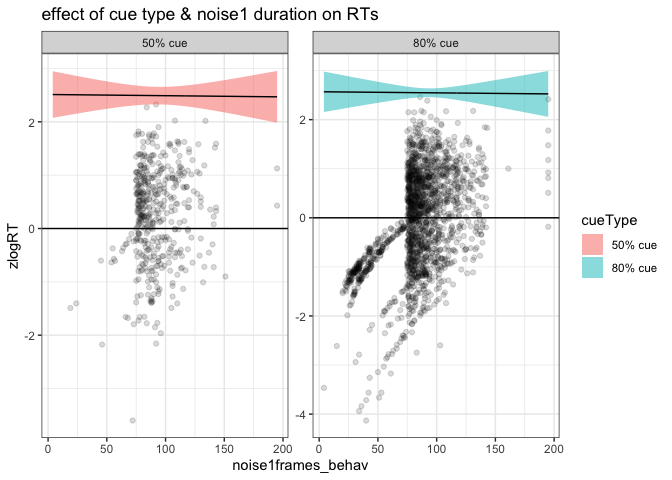 effect of cue type & noise1 duration on RTs
50% cue
80% cue
zlogRT
2
0
-2
2
0
-2
-4
0
50
100
150
200
0
50
100
150
200
noise1frames_behav
cueType
50% cue
80% cue